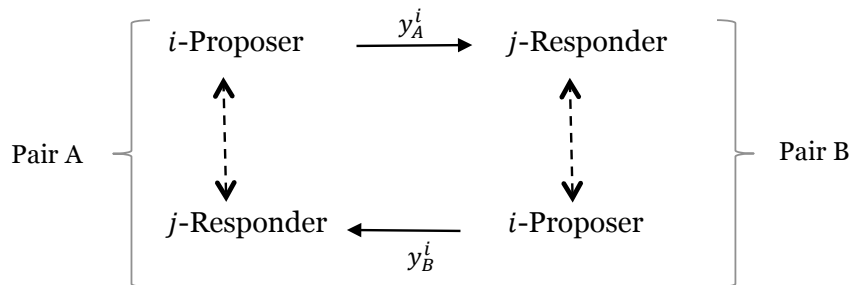 i-Proposer
y_A^i
j-Responder
Pair A
Pair B
j-Responder
i-Proposer
y_B^i